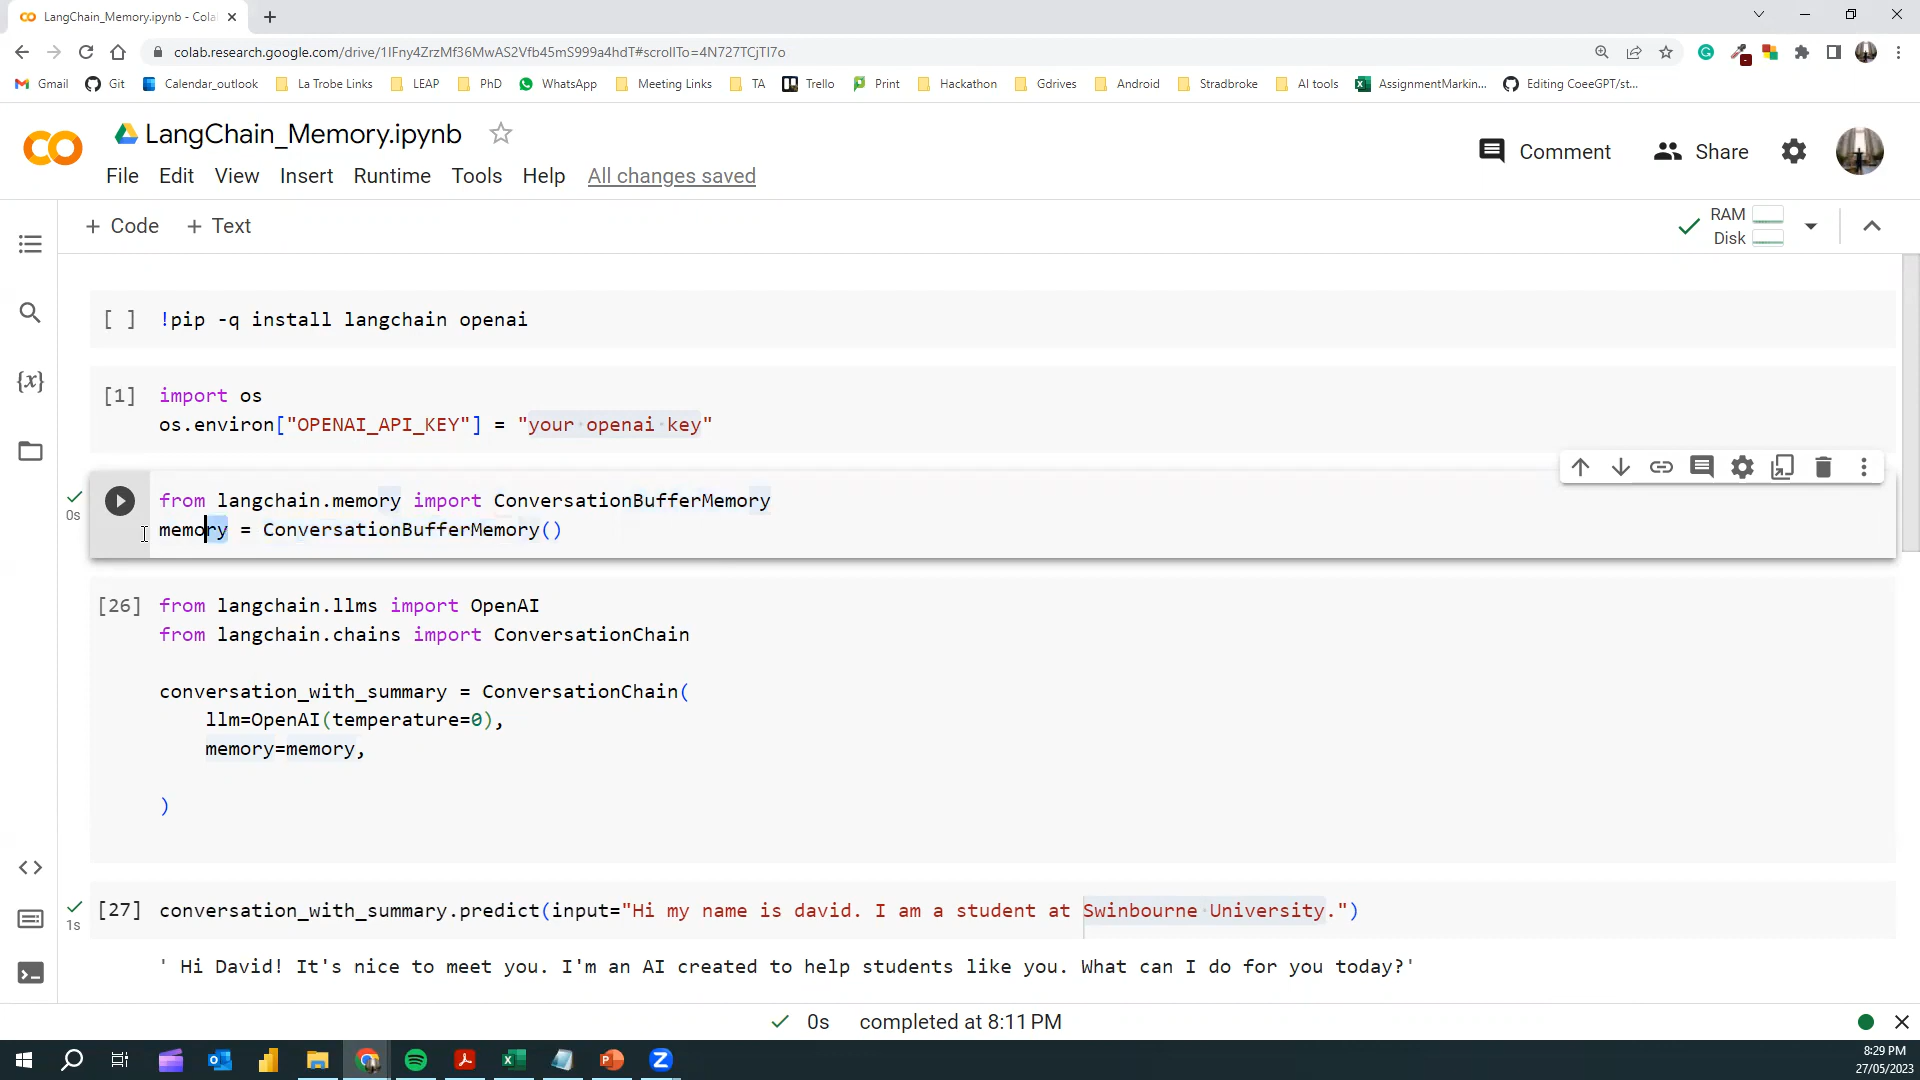 LangChain_Memory.ipynb - Cola
colab.research.google.com/drive/1IFny4ZrzMf36MwAS2Vfb45mS999a4hdT#scrollTo=4N727TCjTI7o
Gmail Git Calendar_outlook La Trobe Links LEAP PhD WhatsApp Meeting Links TA Trello Print Hackathon Gdrives Android Stradbroke AI tools AssignmentMarkin... Editing CoeeGPT/st...
LangChain_Memory.ipynb
Comment Share
File Edit View Insert Runtime Tools Help All changes saved
+ Code + Text
RAM
Disk
[ ] !pip -q install langchain openai
[1] import os
os.environ["OPENAI_API_KEY"] = "your openai key"
{x}
from langchain.memory import ConversationBufferMemory
0s
memory = ConversationBufferMemory()
[26] from langchain.llms import OpenAI
from langchain.chains import ConversationChain
conversation_with_summary = ConversationChain(
llm=OpenAI(temperature=0),
memory=memory,
)
[27] conversation_with_summary.predict(input="Hi my name is david. I am a student at Swinbourne University.")
1s
' Hi David! It's nice to meet you. I'm an AI created to help students like you. What can I do for you today?'
0s completed at 8:11 PM
8:29 PM
27/05/2023